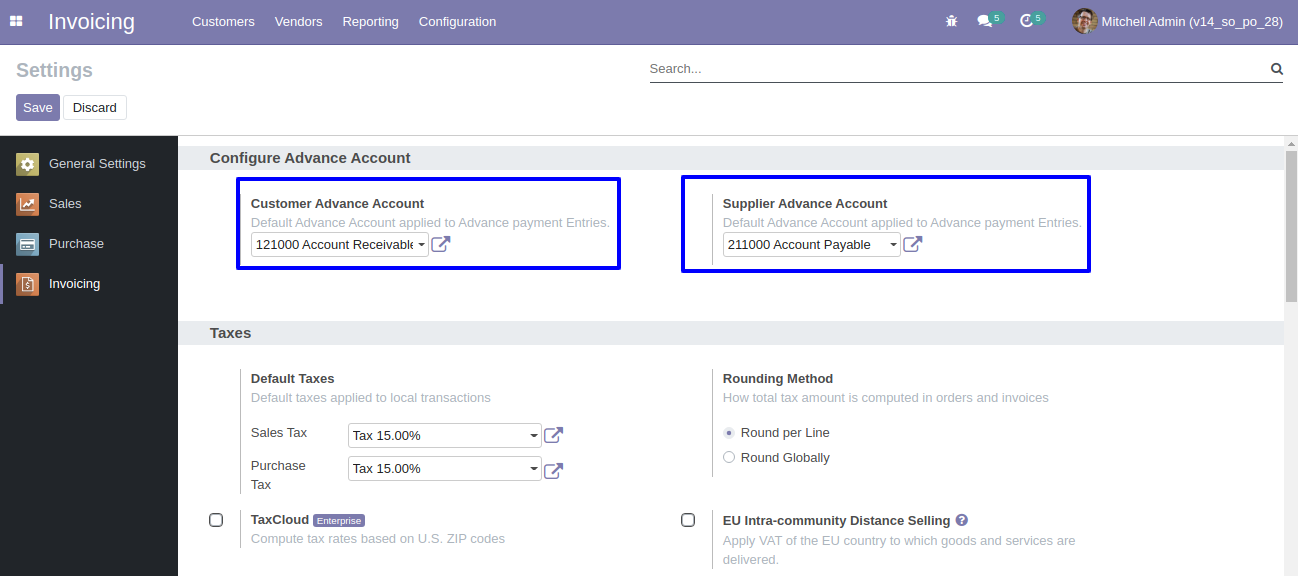 Invoicing
Customers
Vendors
Reporting
Configuration
5
5
Mitchell Admin (v14_so_po_28)
Settings
Search...
Save
Discard
General Settings
Sales
Purchase
Invoicing
Configure Advance Account
Customer Advance Account
Default Advance Account applied to Advance payment Entries.
121000 Account Receivable
Supplier Advance Account
Default Advance Account applied to Advance payment Entries.
211000 Account Payable
Taxes
Default Taxes
Default taxes applied to local transactions
Sales Tax
Tax 15.00%
Purchase
Tax
Tax 15.00%
Rounding Method
How total tax amount is computed in orders and invoices
Round per Line
Round Globally
TaxCloud Enterprise
Compute tax rates based on U.S. ZIP codes
EU Intra-community Distance Selling ?
Apply VAT of the EU country to which goods and services are
delivered.